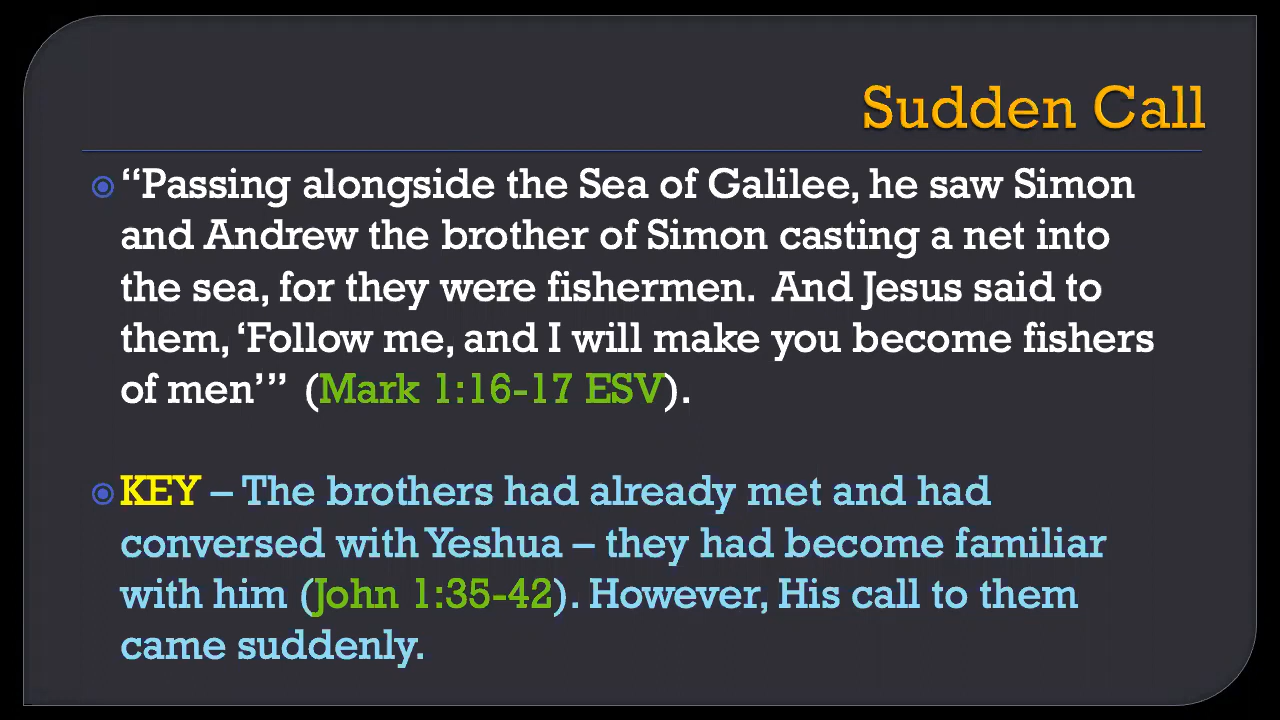 Sudden Call
“Passing alongside the Sea of Galilee, he saw Simon
and Andrew the brother of Simon casting a net into
the sea, for they were fishermen.  And Jesus said to
them, ‘Follow me, and I will make you become fishers
of men’”  (Mark 1:16-17 ESV).
KEY – The brothers had already met and had
conversed with Yeshua – they had become familiar
with him (John 1:35-42). However, His call to them
came suddenly.